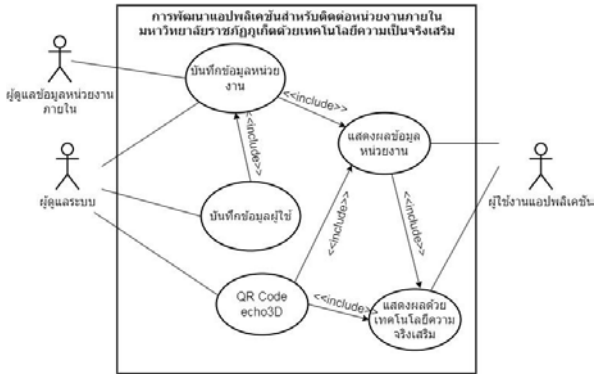 การพัฒนาแอปพลิเคชันสำหรับติดต่อหน่วยงานภายใน
มหาวิทยาลัยราชภัฏภูเก็ตด้วยเทคโนโลยีความเป็นจริงเสริม
บันทึกข้อมูลหน่วย
งาน
<<include>>
ผู้ดูแลข้อมูลหน่วยงาน
ภายใน
<<include>>
แสดงผลข้อมูล
หน่วยงาน
ผู้ดูแลระบบ
บันทึกข้อมูลผู้ใช้
ผู้ใช้งานแอปพลิเคชัน
<<include>>
<<include>>
QR Code
echo3D
<<include>>
แสดงผลด้วย
เทคโนโลยีความ
จริงเสริม